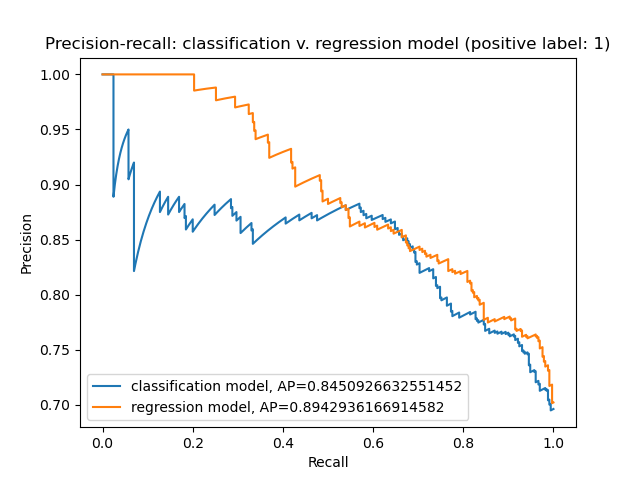 Precision-recall: classification v. regression model (positive label: 1)
1.00
0.95
0.90
0.85
0.80
0.75
0.70
Precision
classification model, AP=0.8450926632551452
regression model, AP=0.8942936166914582
0.0 0.2 0.4 0.6 0.8 1.0
Recall